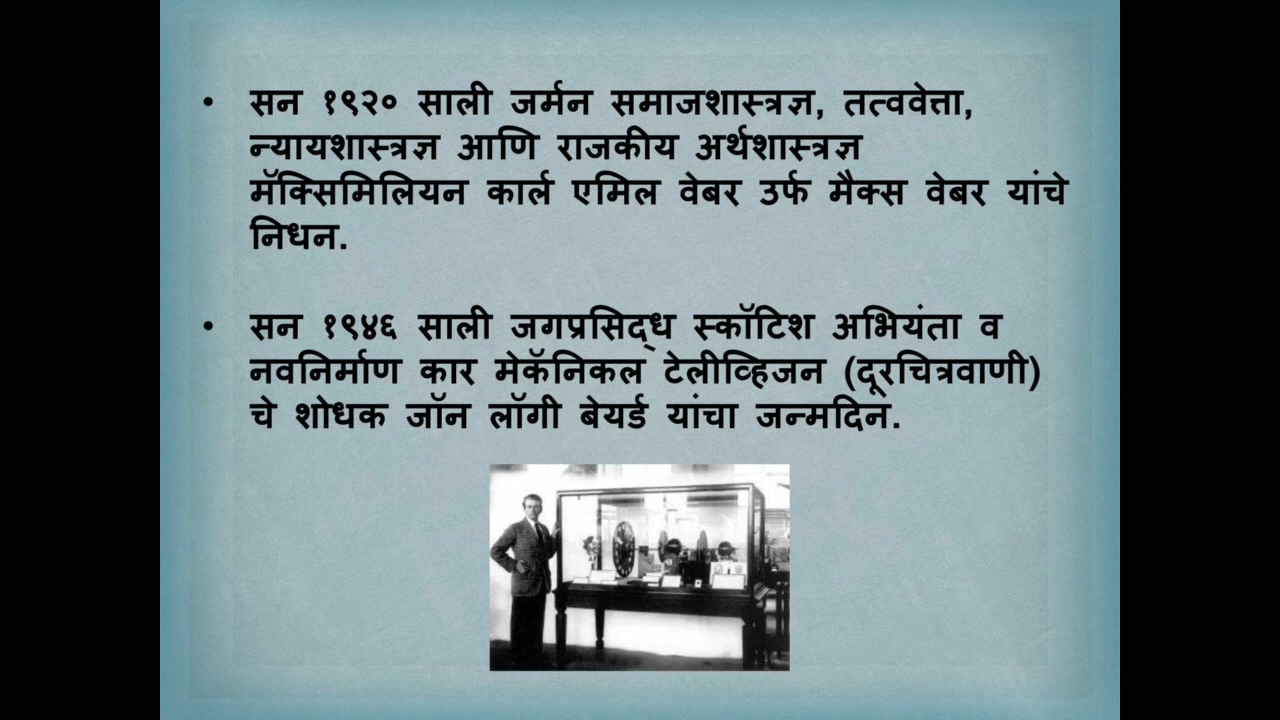 • सन १९२० साली जर्मन समाजशास्त्रज्ञ, तत्ववेत्ता,
न्यायशास्त्रज्ञ आणि राजकीय अर्थशास्त्रज्ञ
मॅक्सिमिलियन कार्ल एमिल वेबर उर्फ मैक्स वेबर यांचे
निधन.
• सन १९४६ साली जगप्रसिद्ध स्कॉटिश अभियंता व
नवनिर्माण कार मेकॅनिकल टेलीव्हिजन (दूरचित्रवाणी)
चे शोधक जॉन लॉगी बेयर्ड यांचा जन्मदिन.